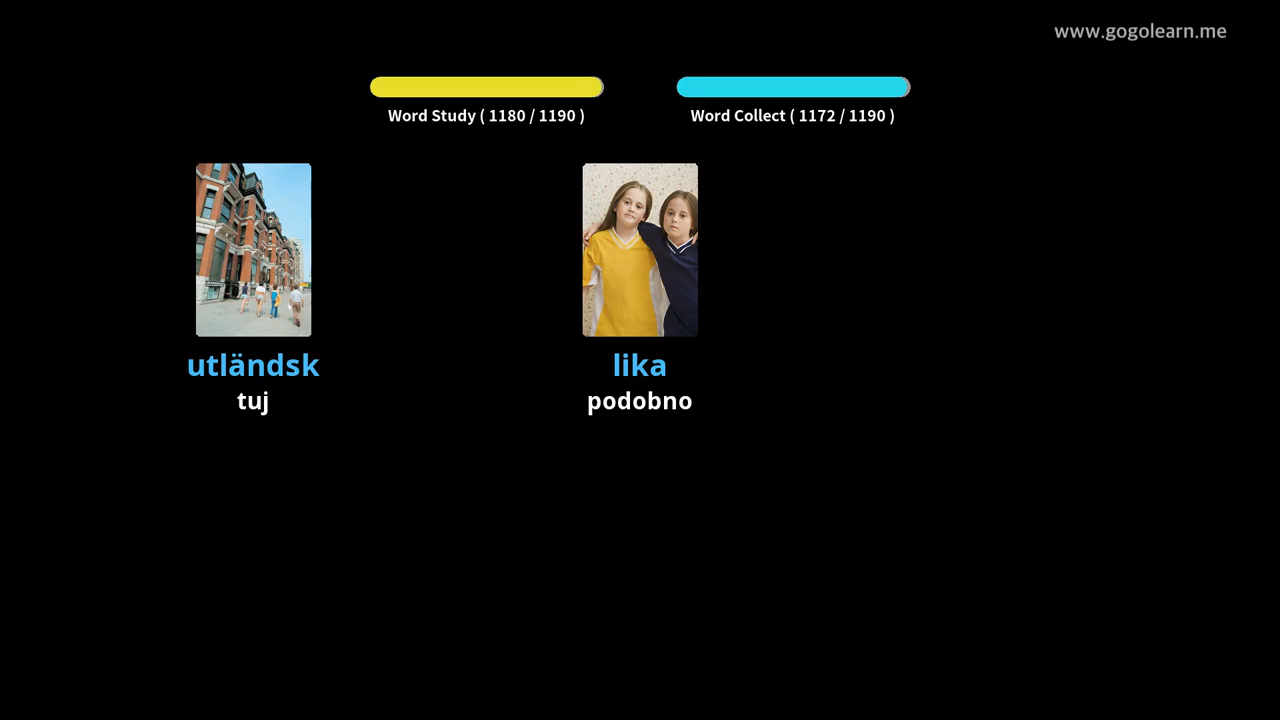 www.gogolearn.me
Word Study ( 1180 / 1190 )
Word Collect ( 1172 / 1190 )
utländsk
tuj
lika
podobno